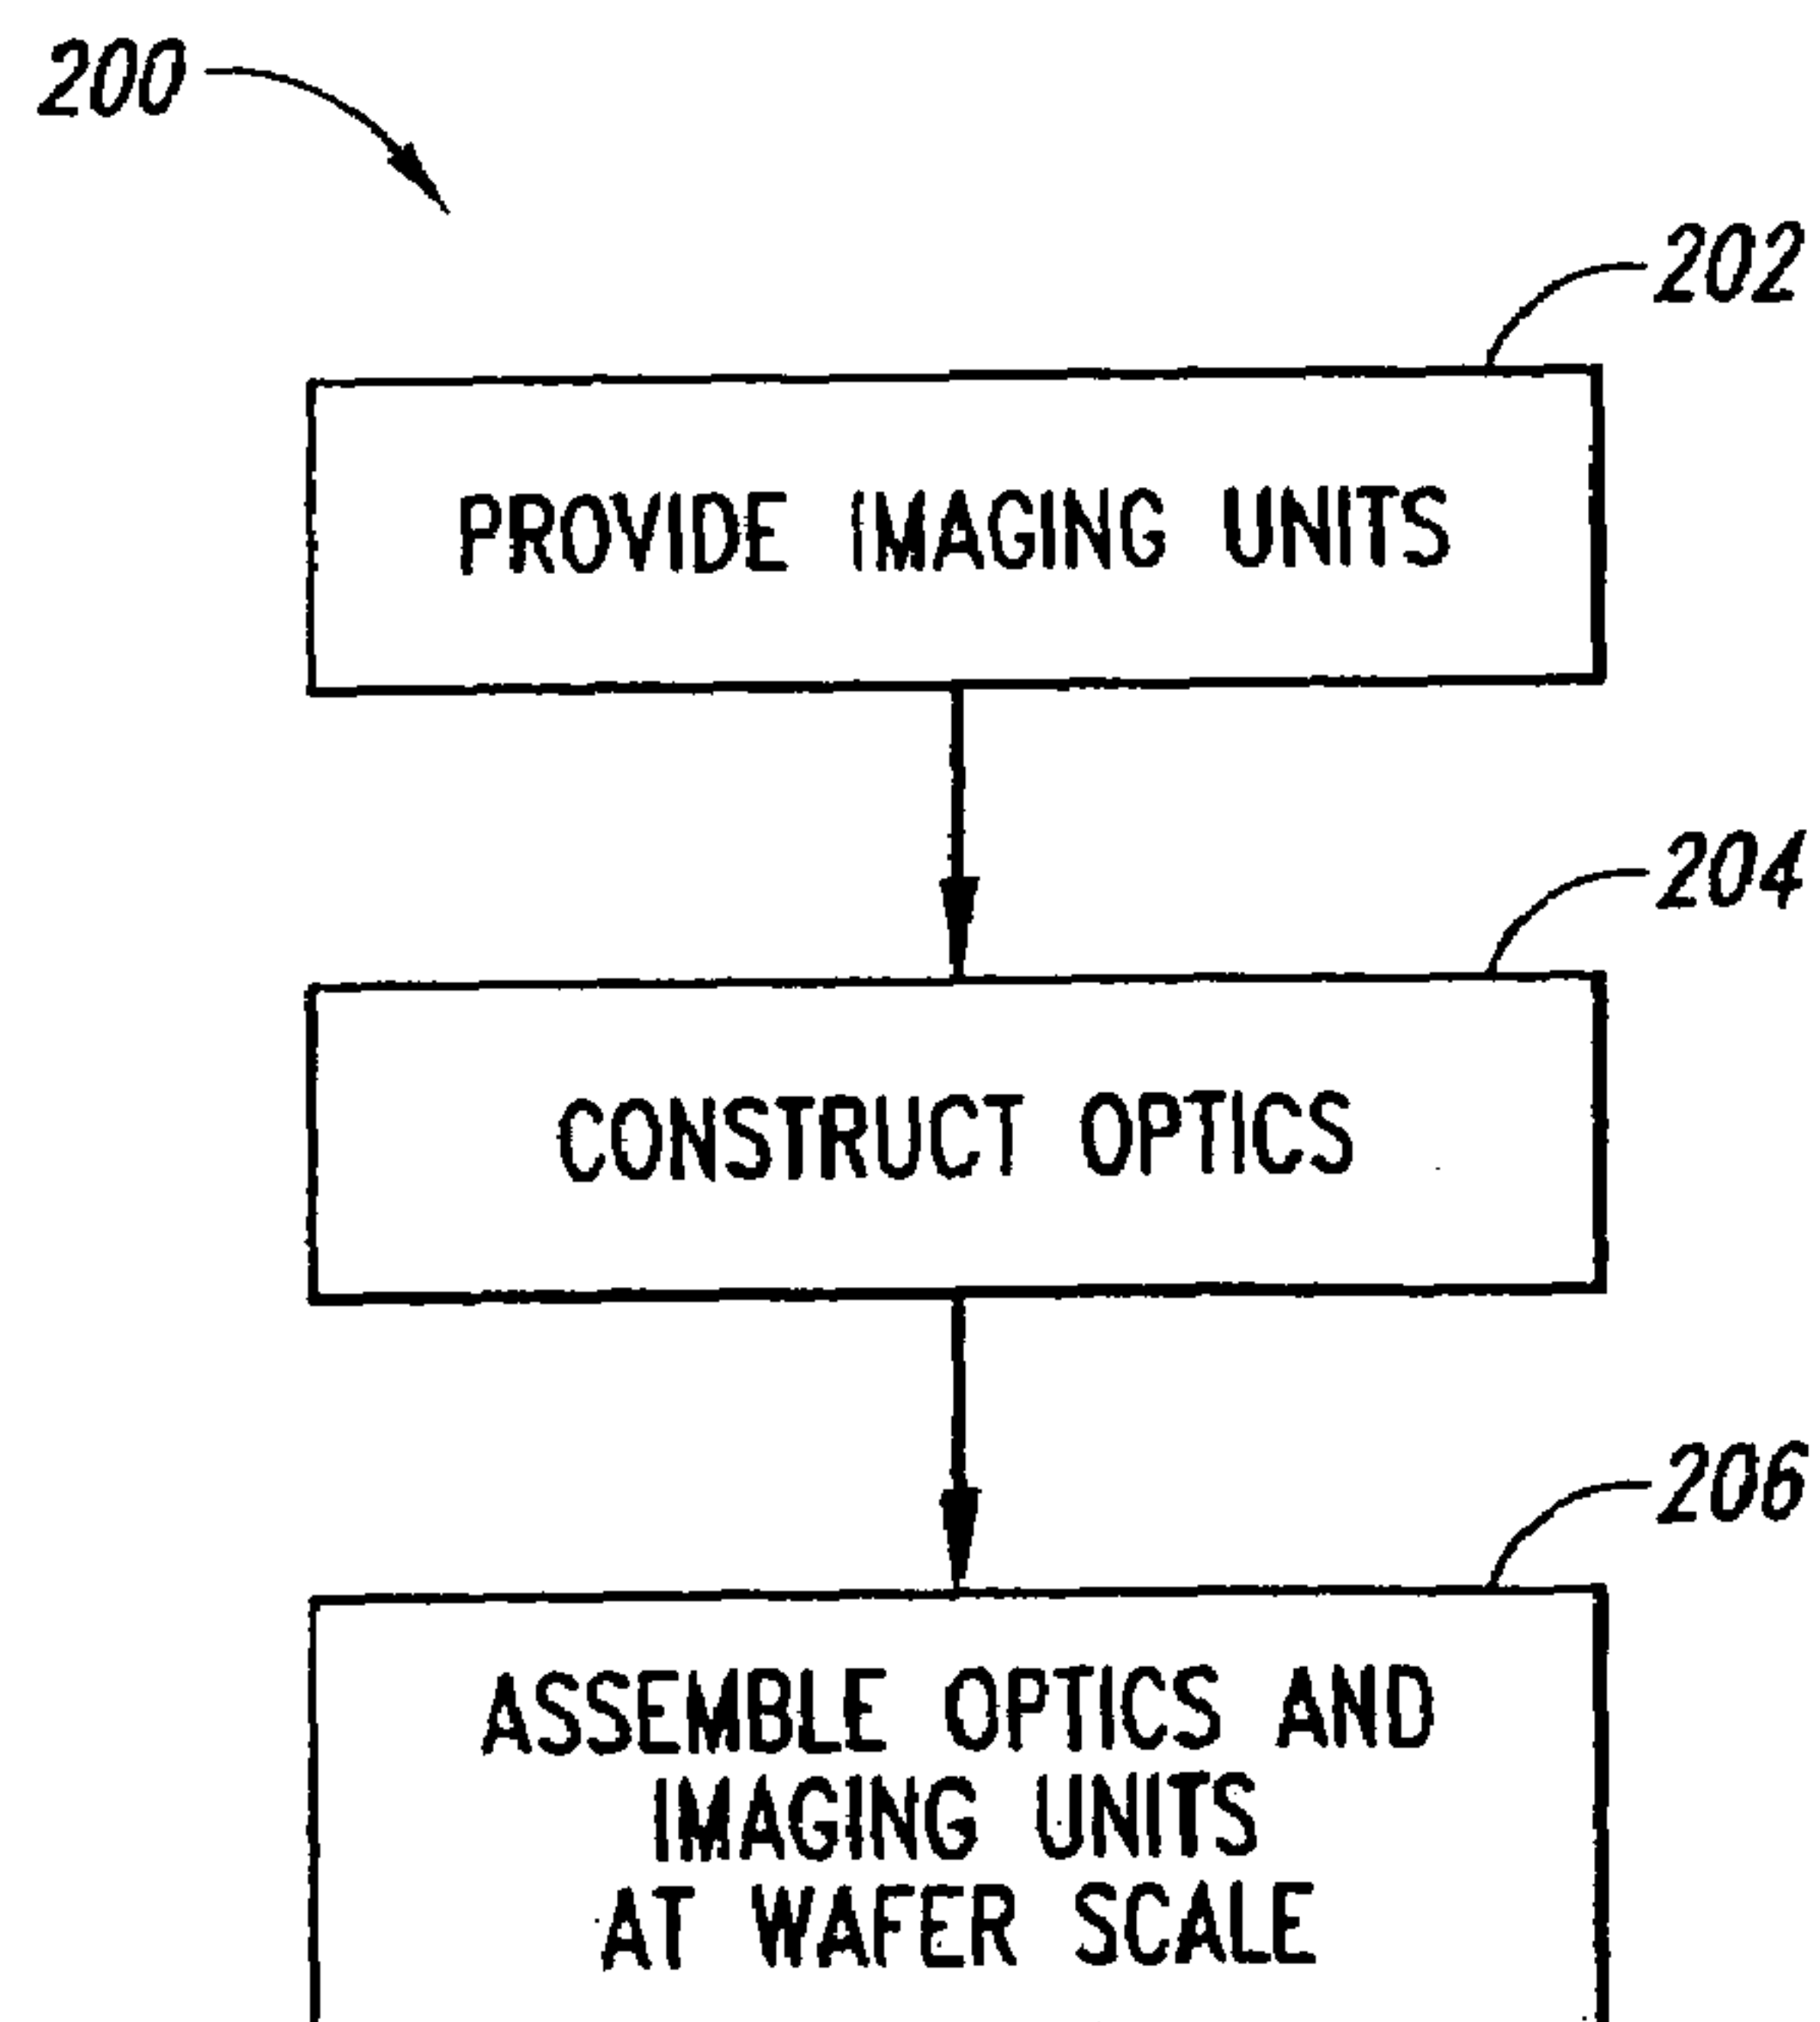 200
202
PROVIDE IMAGING UNITS
204
CONSTRUCT OPTICS
206
ASSEMBLE OPTICS AND
IMAGING UNITS
AT WAFER SCALE